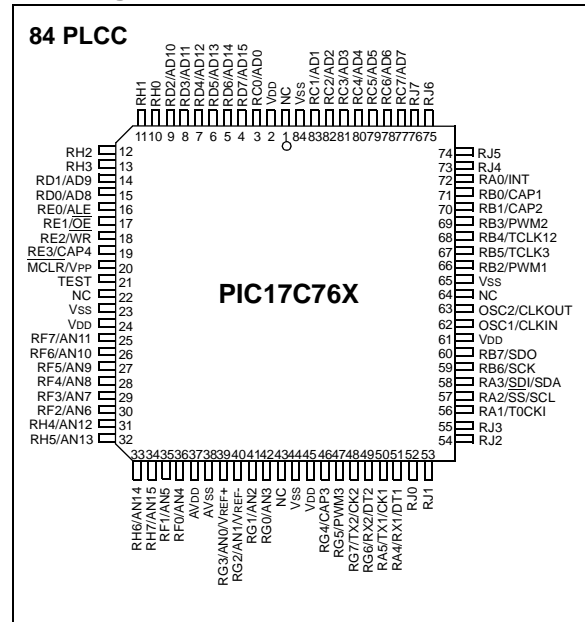 84 PLCC
RH1
RH0
RD2/AD10
RD3/AD11
RD4/AD12
RD5/AD13
RD6/AD14
RD7/AD15
RC0/AD0
VDD
NC
VSS
RC1/AD1
RC2/AD2
RC3/AD3
RC4/AD4
RC5/AD5
RC6/AD6
RC7/AD7
RJ7
RJ6
11 10 9 8 7 6 5 4 3 2 1 84 83 82 81 80 79 78 77 76 75
RH2 12
RH3 13
RD1/AD9 14
RD0/AD8 15
RE0/ALE 16
RE1/OE 17
RE2/WR 18
RE3/CAP4 19
MCLR/VPP 20
TEST 21
NC 22
VSS 23
VDD 24
RF7/AN11 25
RF6/AN10 26
RF5/AN9 27
RF4/AN8 28
RF3/AN7 29
RF2/AN6 30
RH4/AN12 31
RH5/AN13 32
PIC17C76X
74 RJ5
73 RJ4
72 RA0/INT
71 RB0/CAP1
70 RB1/CAP2
69 RB3/PWM2
68 RB4/TCLK12
67 RB5/TCLK3
66 RB2/PWM1
65 VSS
64 NC
63 OSC2/CLKOUT
62 OSC1/CLKIN
61 VDD
60 RB7/SDO
59 RB6/SCK
58 RA3/SDI/SDA
57 RA2/SS/SCL
56 RA1/T0CKI
55 RJ3
54 RJ2
33 34 35 36 37 38 39 40 41 42 43 44 45 46 47 48 49 50 51 52 53
RH6/AN14
RH7/AN15
RF1/AN5
RF0/AN4
AVDD
AVSS
RG3/AN0/VREF+
RG2/AN1/VREF-
RG1/AN2
RG0/AN3
NC
VSS
VDD
RG4/CAP3
RG5/PWM3
RG7/TX2/CK2
RG6/RX2/DT2
RA5/TX1/CK1
RA4/RX1/DT1
RJ0
RJ1